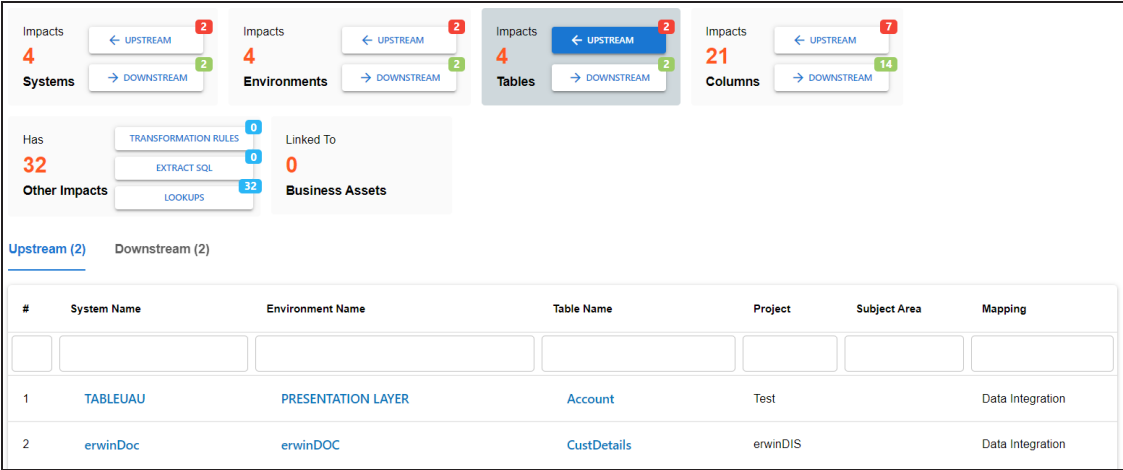 Impacts
4
Systems
← UPSTREAM
2
→ DOWNSTREAM
2
Impacts
4
Environments
← UPSTREAM
2
→ DOWNSTREAM
2
Impacts
4
Tables
← UPSTREAM
2
→ DOWNSTREAM
2
Impacts
21
Columns
← UPSTREAM
7
→ DOWNSTREAM
14
Has
32
Other Impacts
TRANSFORMATION RULES
0
EXTRACT SQL
0
LOOKUPS
32
Linked To
0
Business Assets
Upstream (2) Downstream (2)
# System Name Environment Name Table Name Project Subject Area Mapping
1 TABLEUAU PRESENTATION LAYER Account Test Data Integration
2 erwinDoc erwinDOC CustDetails erwinDIS Data Integration